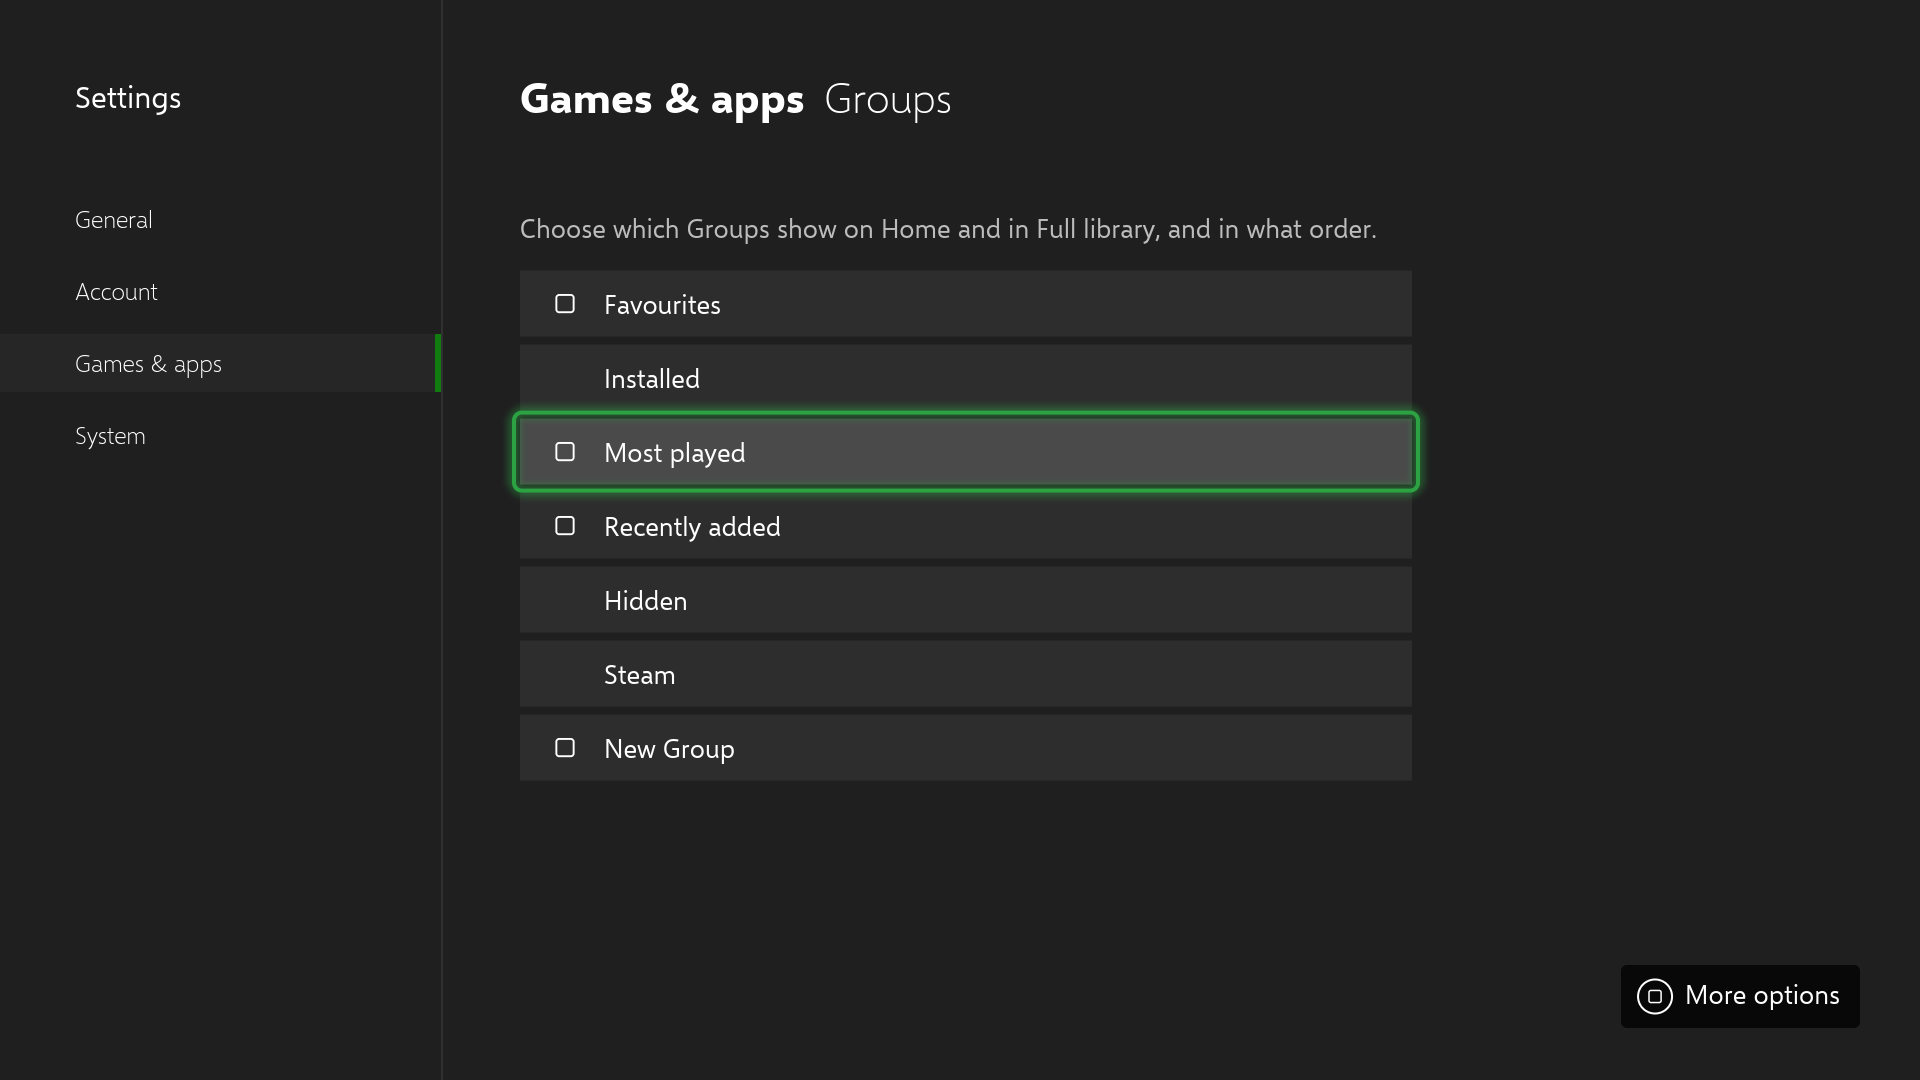 Settings
General
Account
Games & apps
System
Games & apps Groups
Choose which Groups show on Home and in Full library, and in what order.
Favourites
Installed
Most played
Recently added
Hidden
Steam
New Group
More options